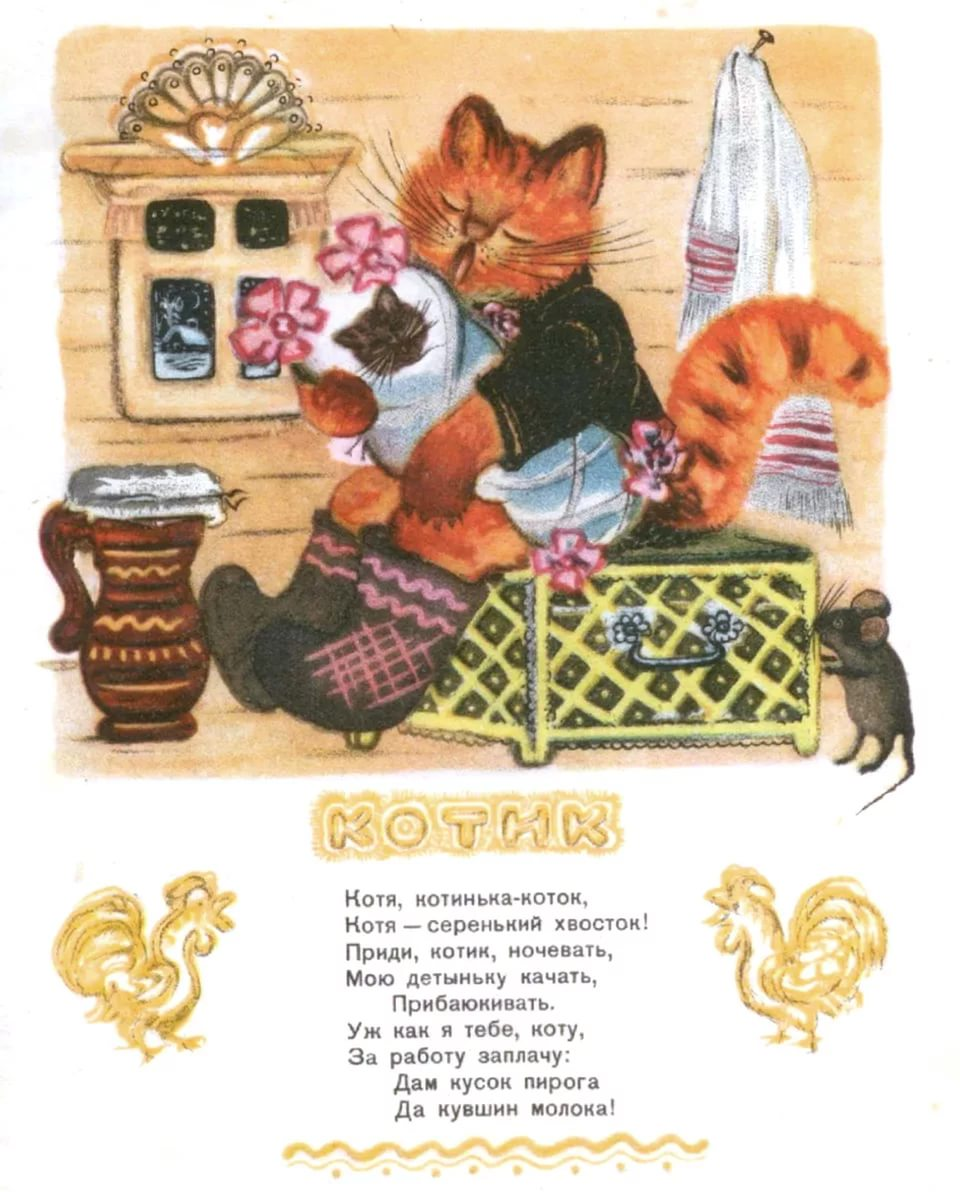 КОТИК
Котя, котинька-коток,
Котя — серенький хвосток!
Приди, котик, ночевать,
Мою детыньку качать,
Прибаюкивать.
Уж как я тебе, коту,
За работу заплачу:
Дам кусок пирога
Да кувшин молока!